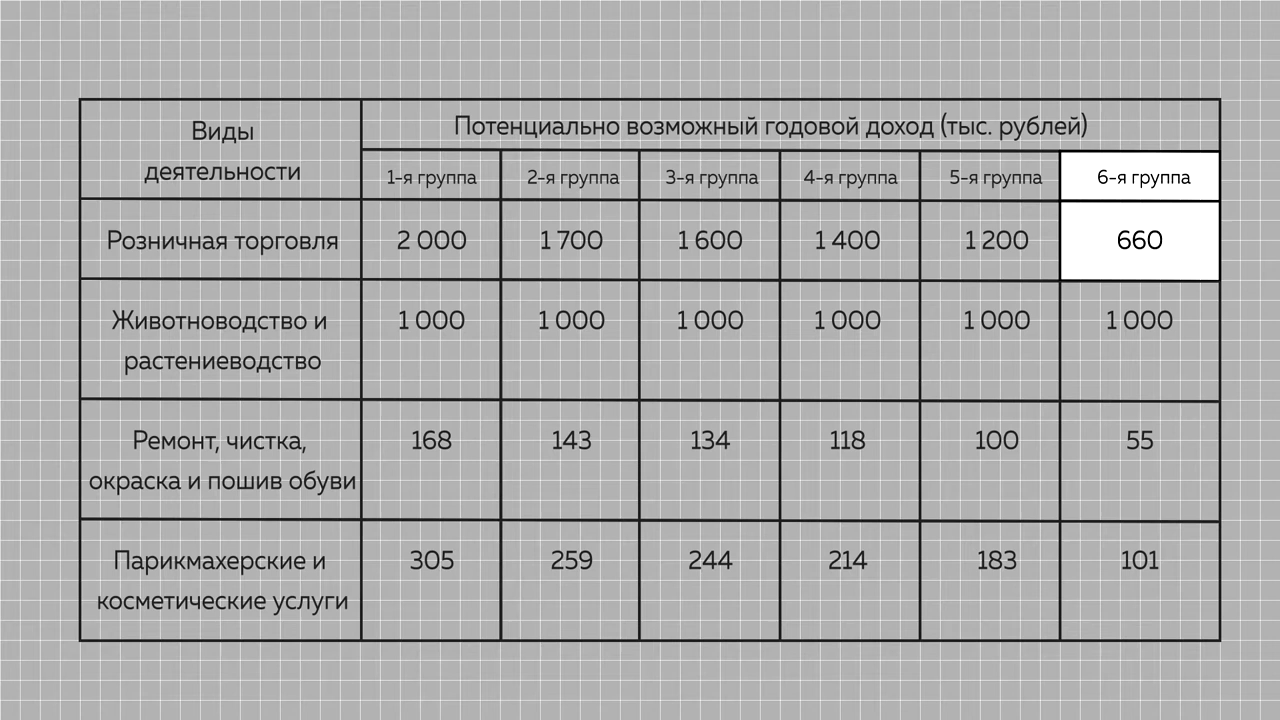 Виды
деятельности
Потенциально возможный годовой доход (тыс. рублей)
1-я группа 2-я группа 3-я группа 4-я группа 5-я группа 6-я группа
Розничная торговля 2 000 1 700 1 600 1 400 1 200 660
Животноводство и 1 000 1 000 1 000 1 000 1 000 1 000
растениеводство
Ремонт, чистка, 168 143 134 118 100 55
окраска и пошив обуви
Парикмахерские и 305 259 244 214 183 101
косметические услуги